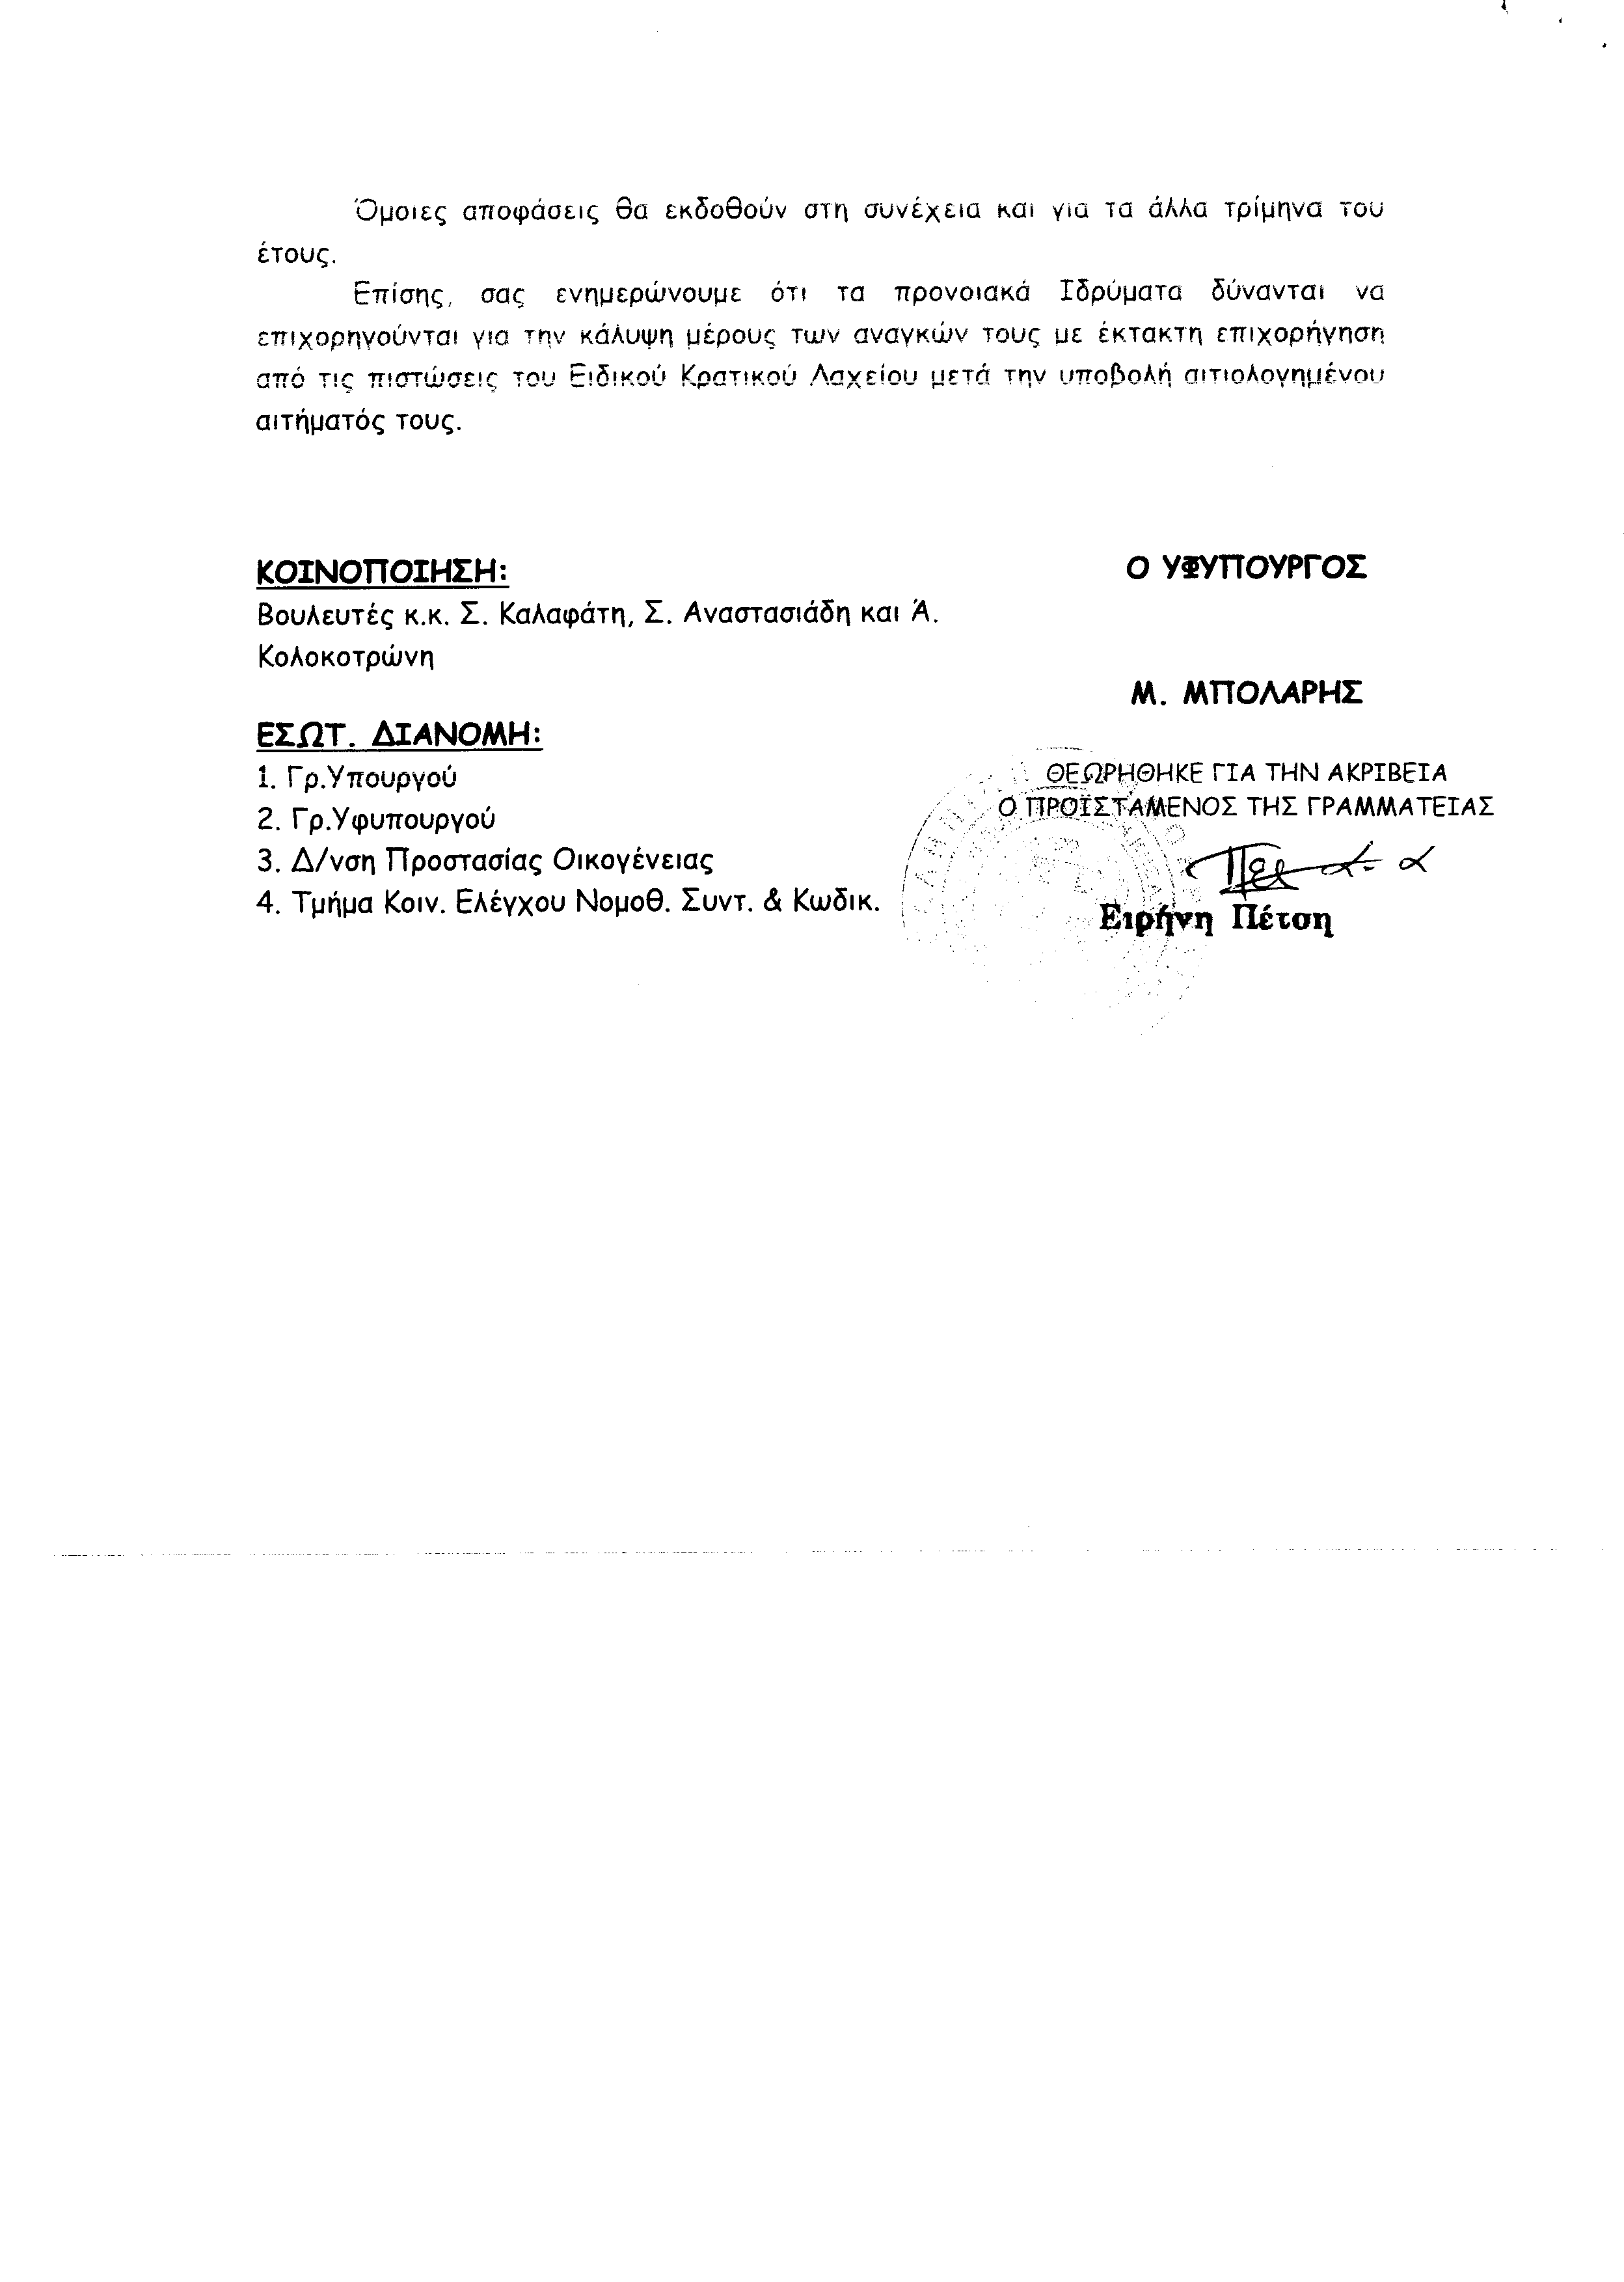 Όμοιες αποφάσεις θα εκδοθούν στη συνέχεια και για τα άλλα τρίμηνα του
έτους.
Επίσης, σας ενημερώνουμε ότι τα προνοιακά Ιδρύματα δύνανται να
επιχορηγούνται για την κάλυψη μέρους των αναγκών τους με έκτακτη επιχορήγηση
από τις πιστώσεις του Ειδικού Κρατικού Λαχείου μετά την υποβολή αιτιολογημένου
αιτήματός τους.
ΚΟΙΝΟΠΟΙΗΣΗ:
Βουλευτές κ.κ. Σ. Καλαφάτη, Σ. Αναστασιάδη και Ά.
Κολοκοτρώνη
ΕΣΩΤ. ΔΙΑΝΟΜΗ:
1. Γρ.Υπουργού
2. Γρ.Υφυπουργού
3. Δ/νση Προστασίας Οικογένειας
4. Τμήμα Κοιν. Ελέγχου Νομοθ. Συντ. & Κωδικ.
Ο ΥΦΥΠΟΥΡΓΟΣ
Μ. ΜΠΟΛΑΡΗΣ
ΘΕΩΡΗΘΗΚΕ ΓΙΑ ΤΗΝ ΑΚΡΙΒΕΙΑ
Ο ΠΡΟΪΣΤΑΜΕΝΟΣ ΤΗΣ ΓΡΑΜΜΑΤΕΙΑΣ
Ειρήνη Πέτση